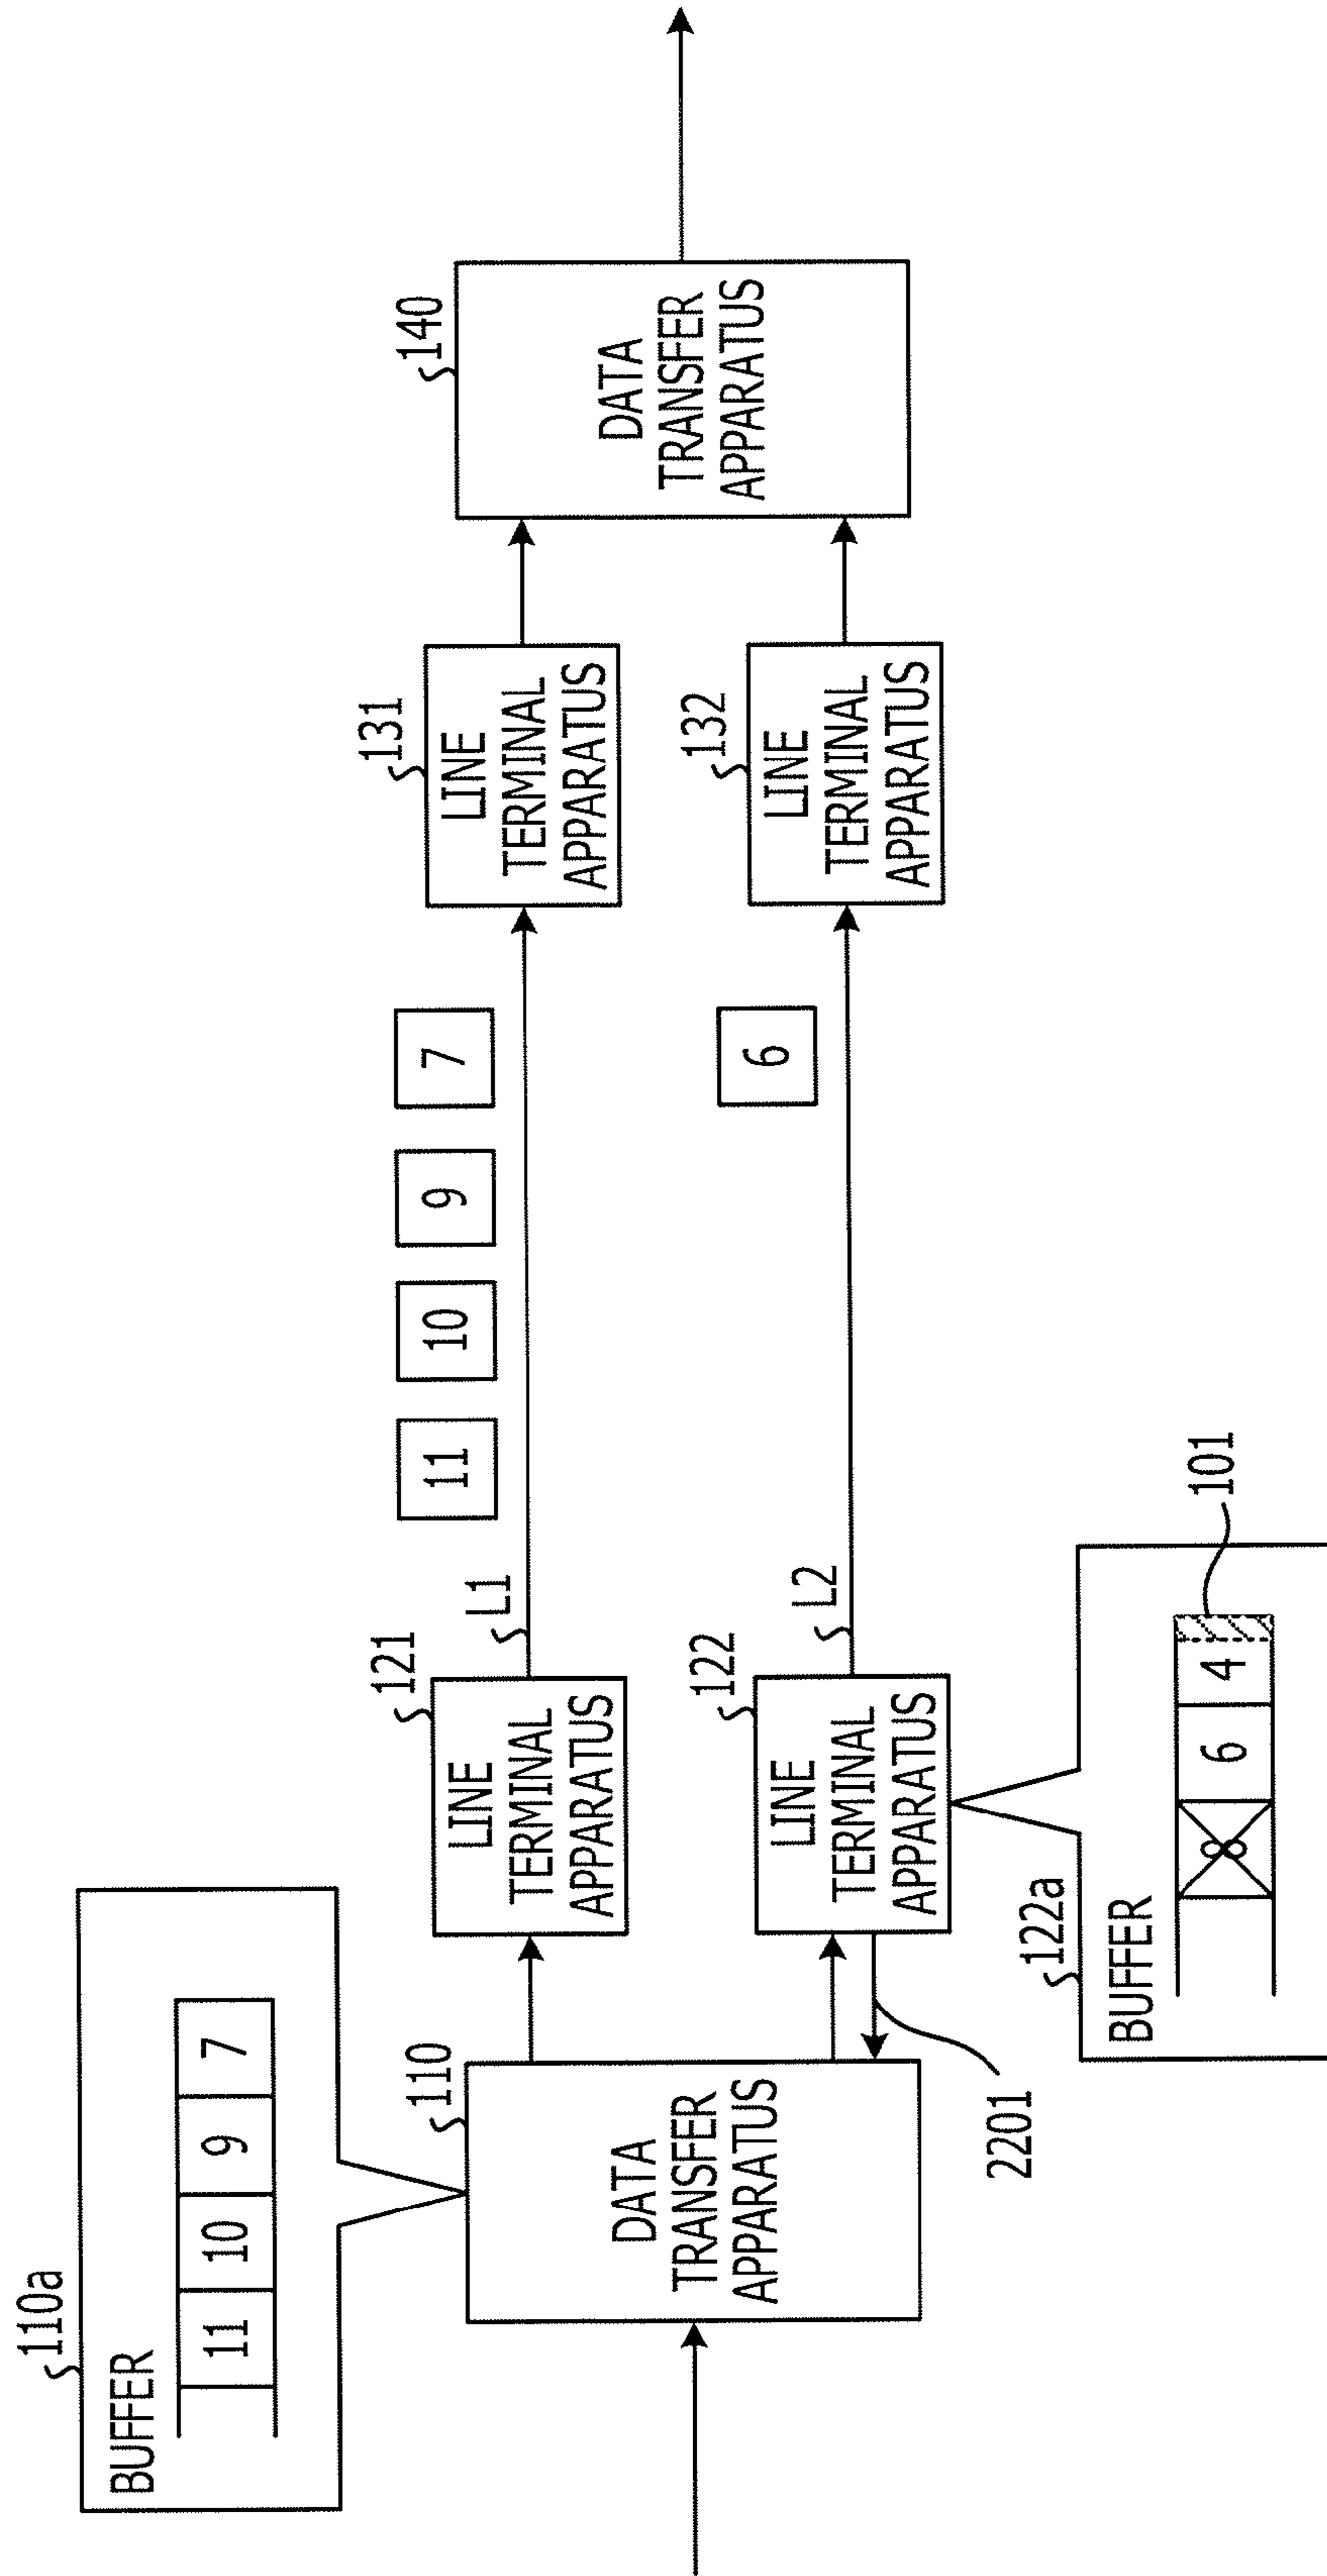 110a
BUFFER
11 10 9 7
110
DATA
TRANSFER
APPARATUS
2201
121
LINE
TERMINAL
APPARATUS
L1
11 10 9 7
131
LINE
TERMINAL
APPARATUS
140
DATA
TRANSFER
APPARATUS
122
LINE
TERMINAL
APPARATUS
L2
6
132
LINE
TERMINAL
APPARATUS
122a
BUFFER
8 6 4
101